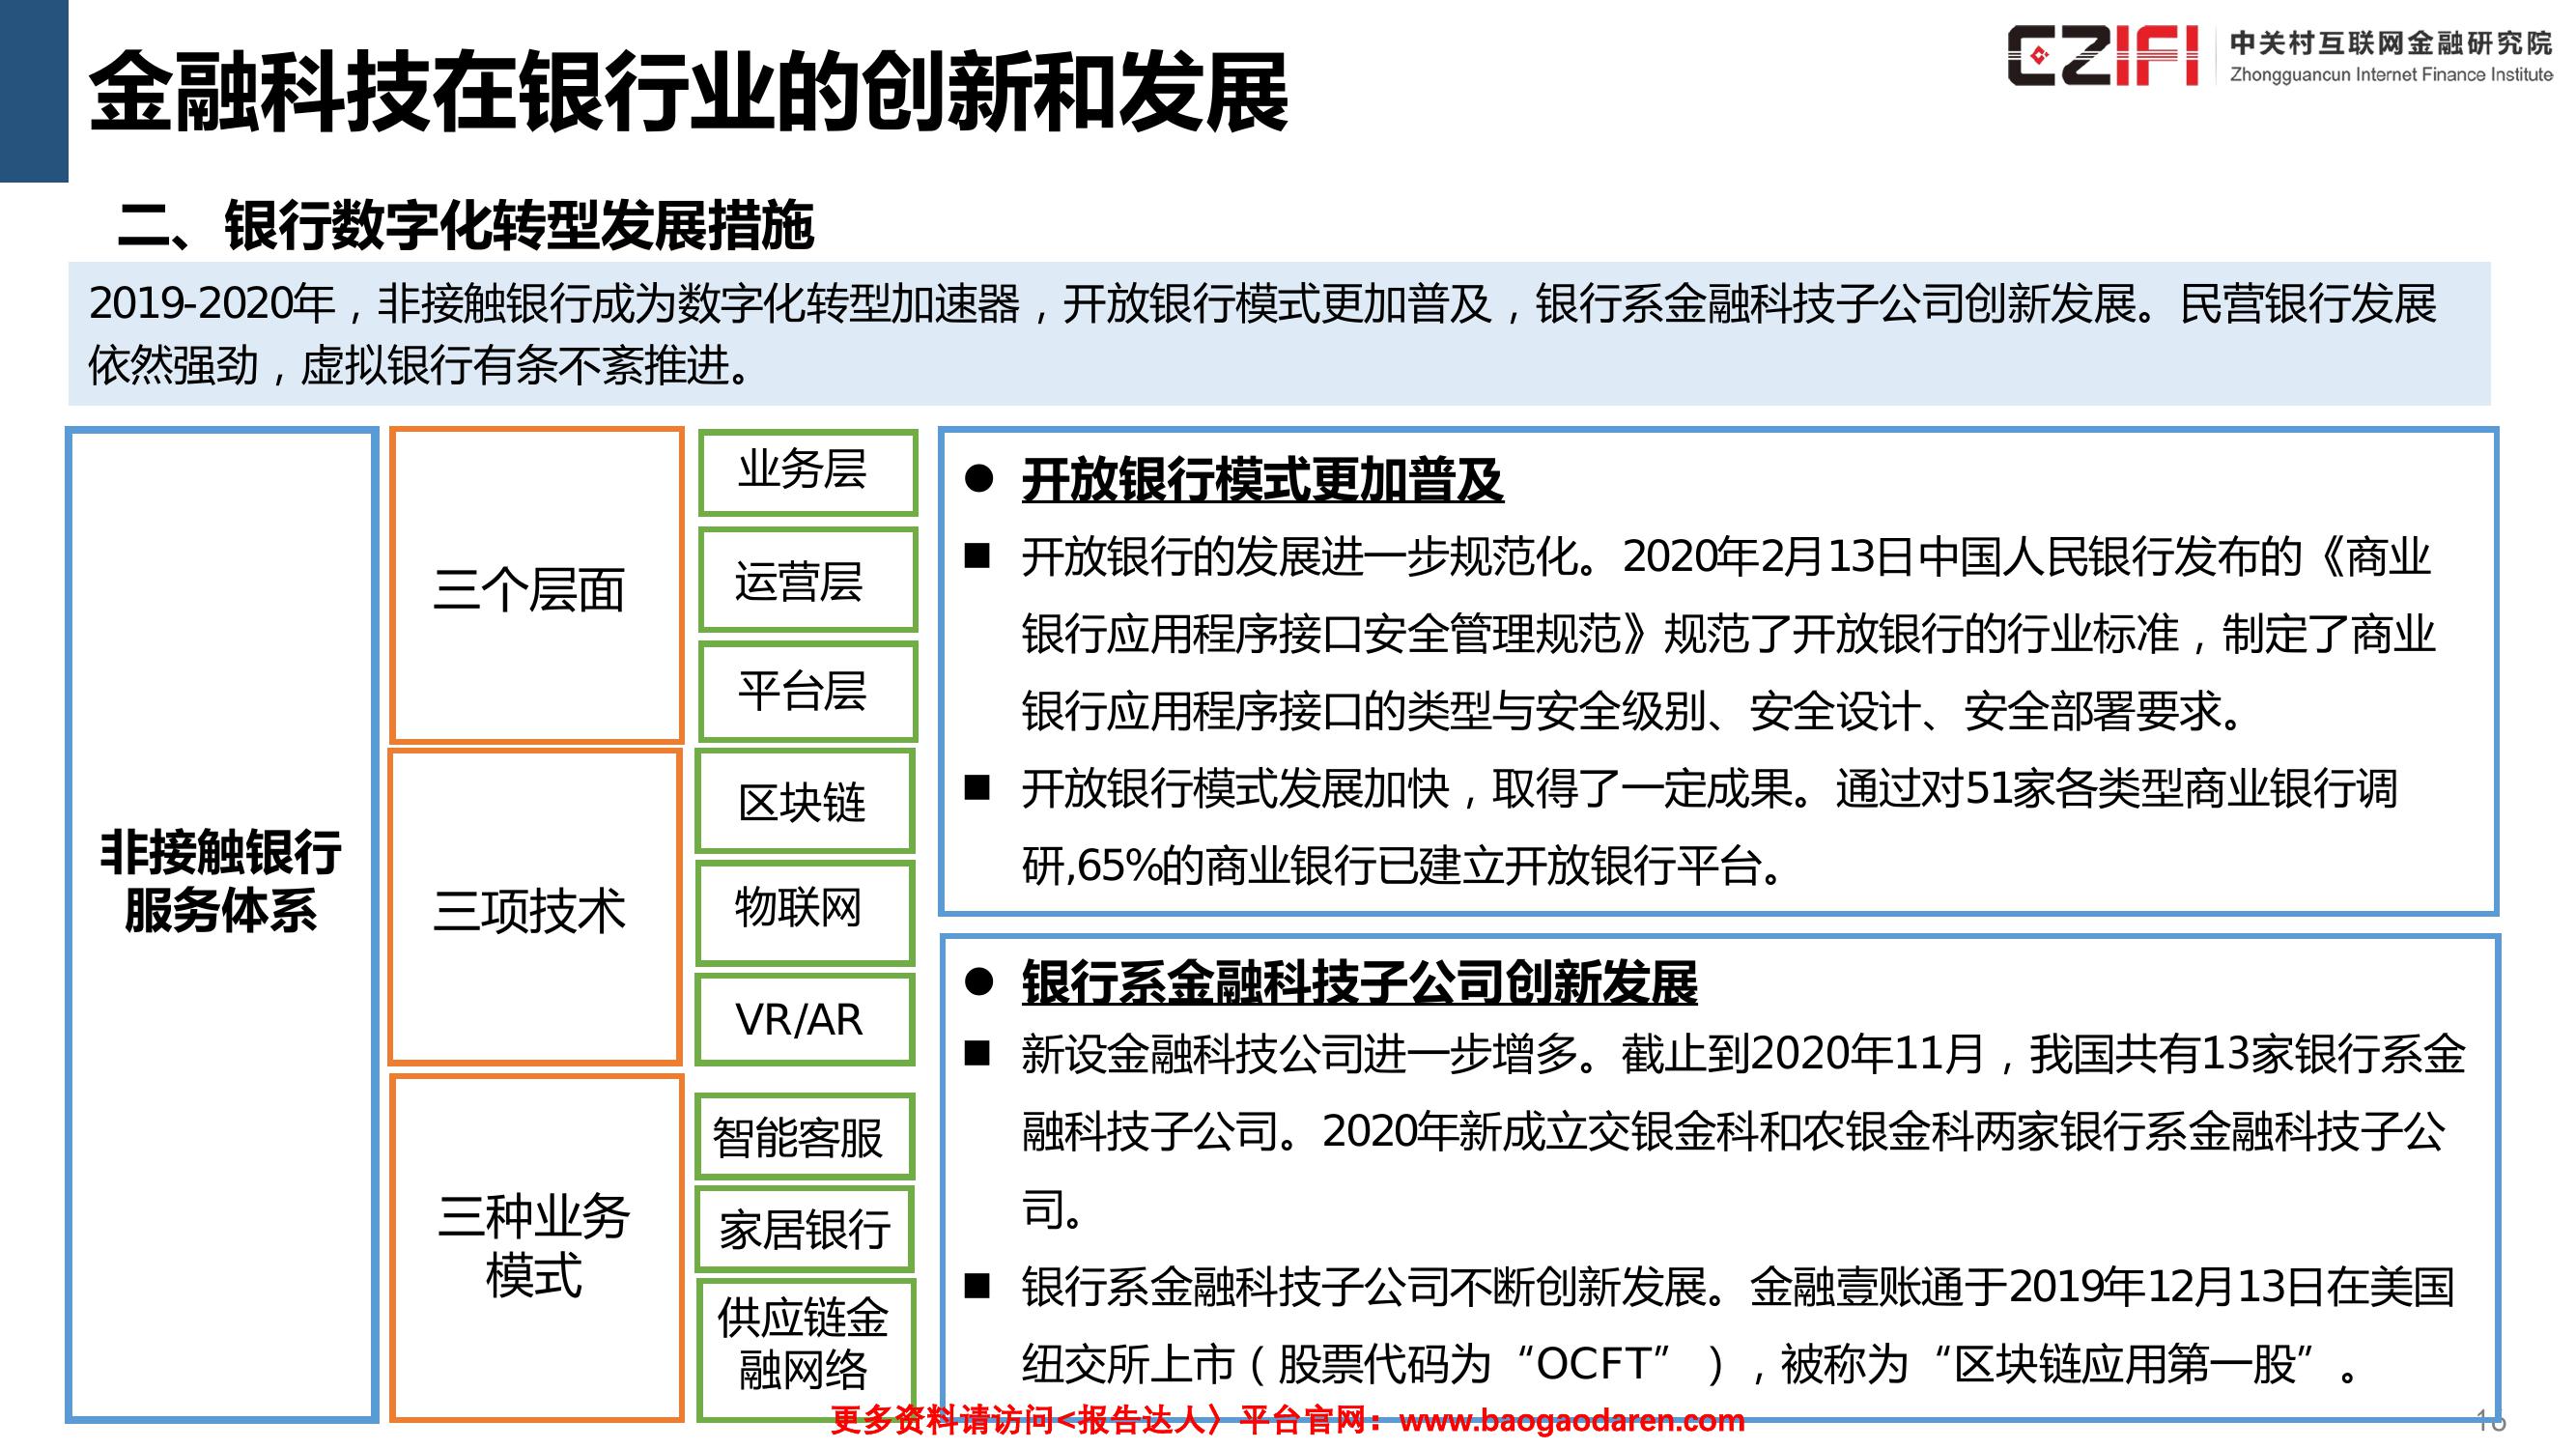 金融科技在银行业的创新和发展
CZIFI
中关村互联网金融研究院
Zhongguancun Internet Finance Institute
二、银行数字化转型发展措施
2019-2020年，非接触银行成为数字化转型加速器，开放银行模式更加普及，银行系金融科技子公司创新发展。民营银行发展
依然强劲，虚拟银行有条不紊推进。
非接触银行
服务体系
三个层面
业务层
运营层
平台层
三项技术
区块链
物联网
VR/AR
三种业务
模式
智能客服
家居银行
供应链金
融网络
● 开放银行模式更加普及
■ 开放银行的发展进一步规范化。2020年2月13日中国人民银行发布的《商业
银行应用程序接口安全管理规范》规范了开放银行的行业标准，制定了商业
银行应用程序接口的类型与安全级别、安全设计、安全部署要求。
■ 开放银行模式发展加快，取得了一定成果。通过对51家各类型商业银行调
研,65%的商业银行已建立开放银行平台。
● 银行系金融科技子公司创新发展
■ 新设金融科技公司进一步增多。截止到2020年11月，我国共有13家银行系金
融科技子公司。2020年新成立交银金科和农银金科两家银行系金融科技子公
司。
■ 银行系金融科技子公司不断创新发展。金融壹账通于2019年12月13日在美国
纽交所上市（股票代码为“OCFT”），被称为“区块链应用第一股”。
更多资料请访问<报告达人〉平台官网：www.baogaodaren.com